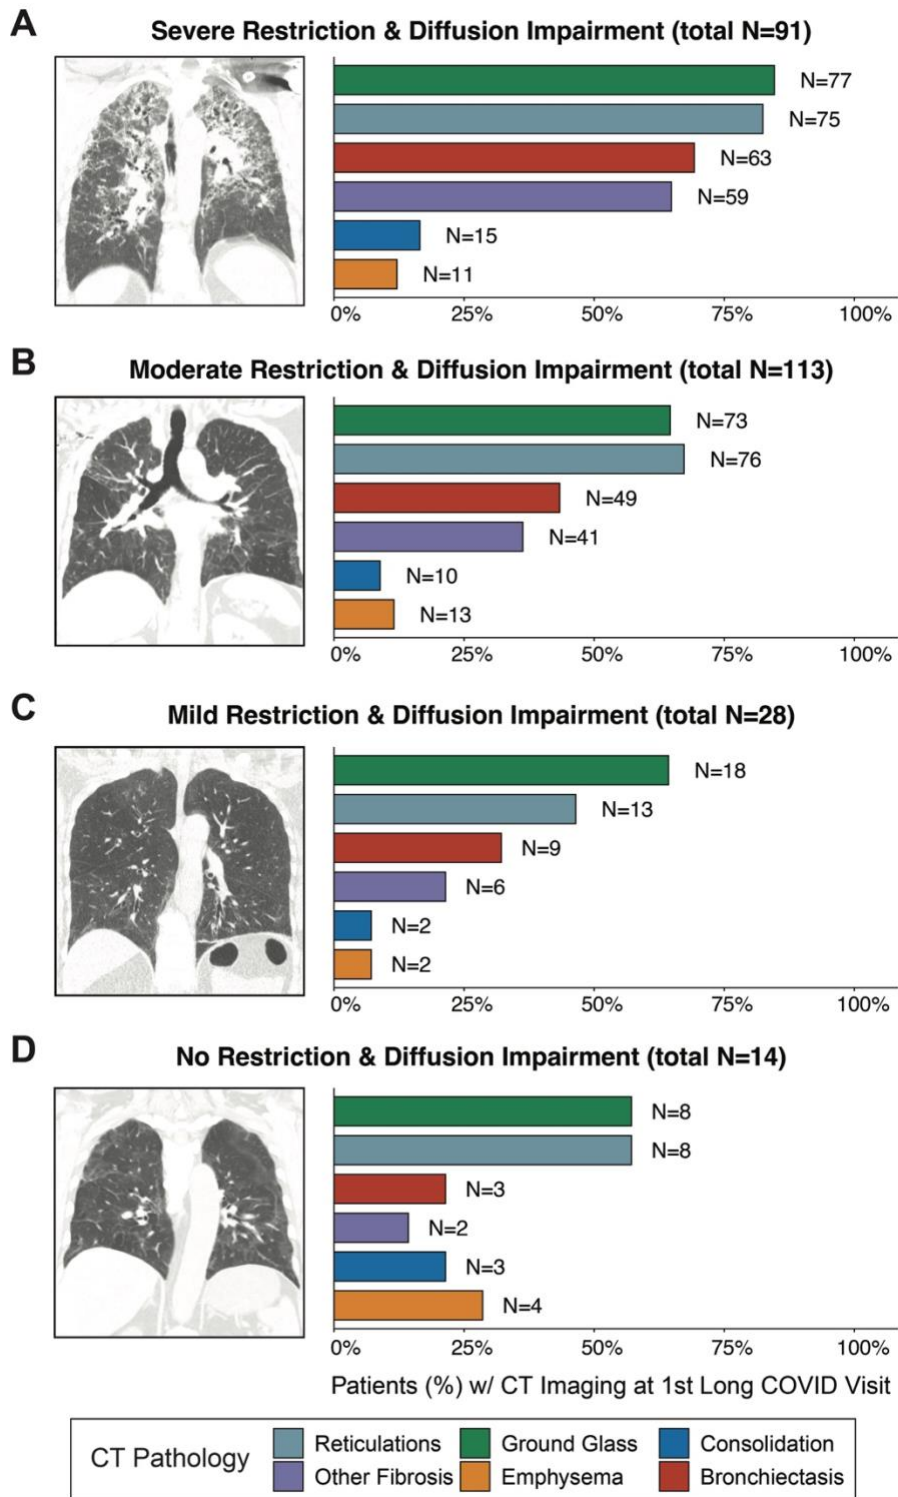 A
Severe Restriction & Diffusion Impairment (total N=91)
N=77
N=75
N=63
N=59
N=15
N=11
0% 25% 50% 75% 100%
B
Moderate Restriction & Diffusion Impairment (total N=113)
N=73
N=76
N=49
N=41
N=10
N=13
0% 25% 50% 75% 100%
C
Mild Restriction & Diffusion Impairment (total N=28)
N=18
N=13
N=9
N=6
N=2
N=2
0% 25% 50% 75% 100%
D
No Restriction & Diffusion Impairment (total N=14)
N=8
N=8
N=3
N=2
N=3
N=4
0% 25% 50% 75% 100%
Patients (%) w/ CT Imaging at 1st Long COVID Visit
CT Pathology
Reticulations Ground Glass Consolidation
Other Fibrosis Emphysema Bronchiectasis